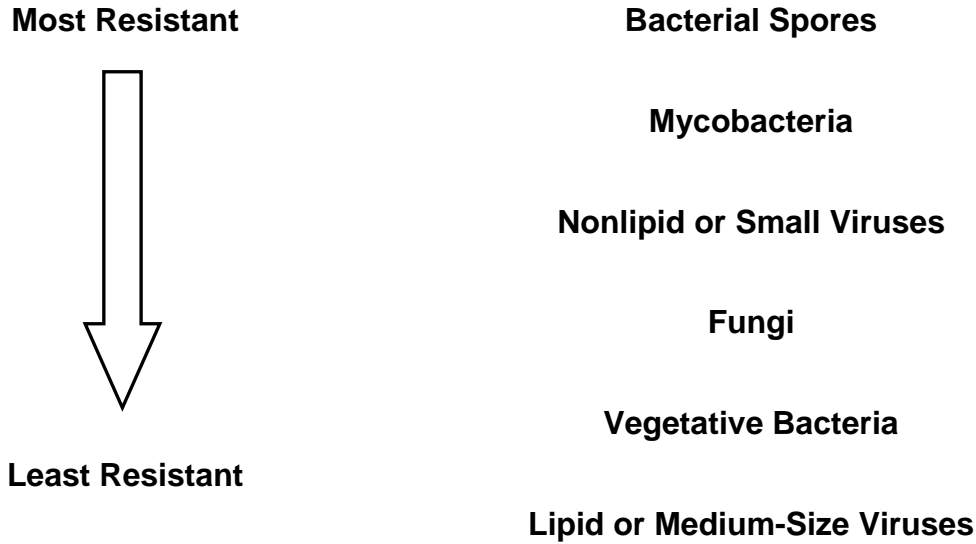 Most Resistant
Bacterial Spores
Mycobacteria
Nonlipid or Small Viruses
Fungi
Vegetative Bacteria
Least Resistant
Lipid or Medium-Size Viruses